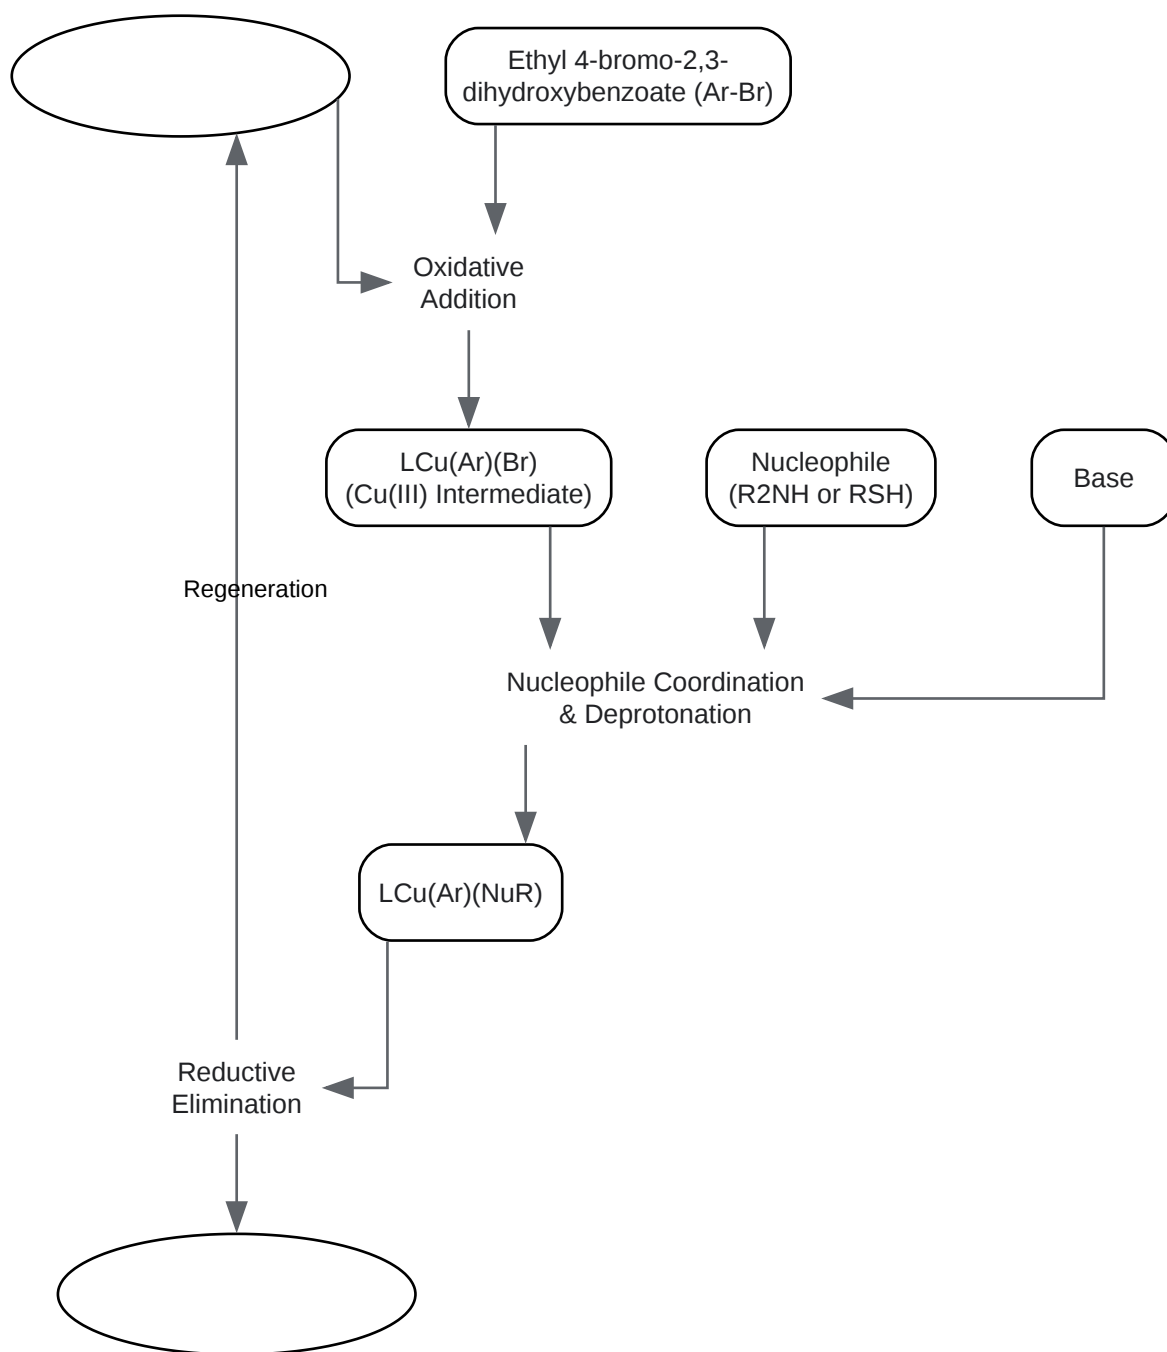 Ethyl 4-bromo-2,3-
dihydroxybenzoate (Ar-Br)
Oxidative
Addition
LCu(Ar)(Br)
(Cu(III) Intermediate)
Nucleophile
(R2NH or RSH)
Base
Regeneration
Nucleophile Coordination
& Deprotonation
LCu(Ar)(NuR)
Reductive
Elimination